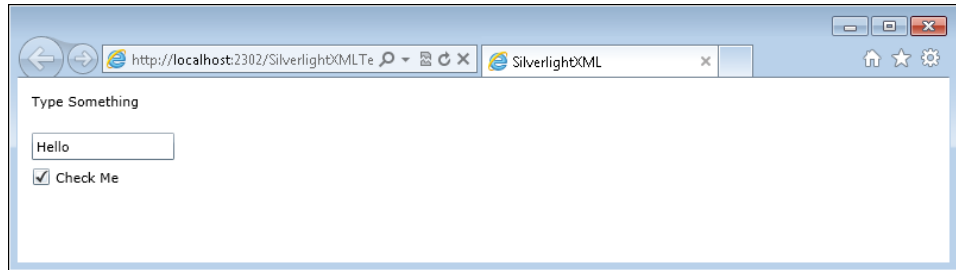 http://localhost:2302/SilverlightXMLTe
SilverlightXML
Type Something
Hello
Check Me